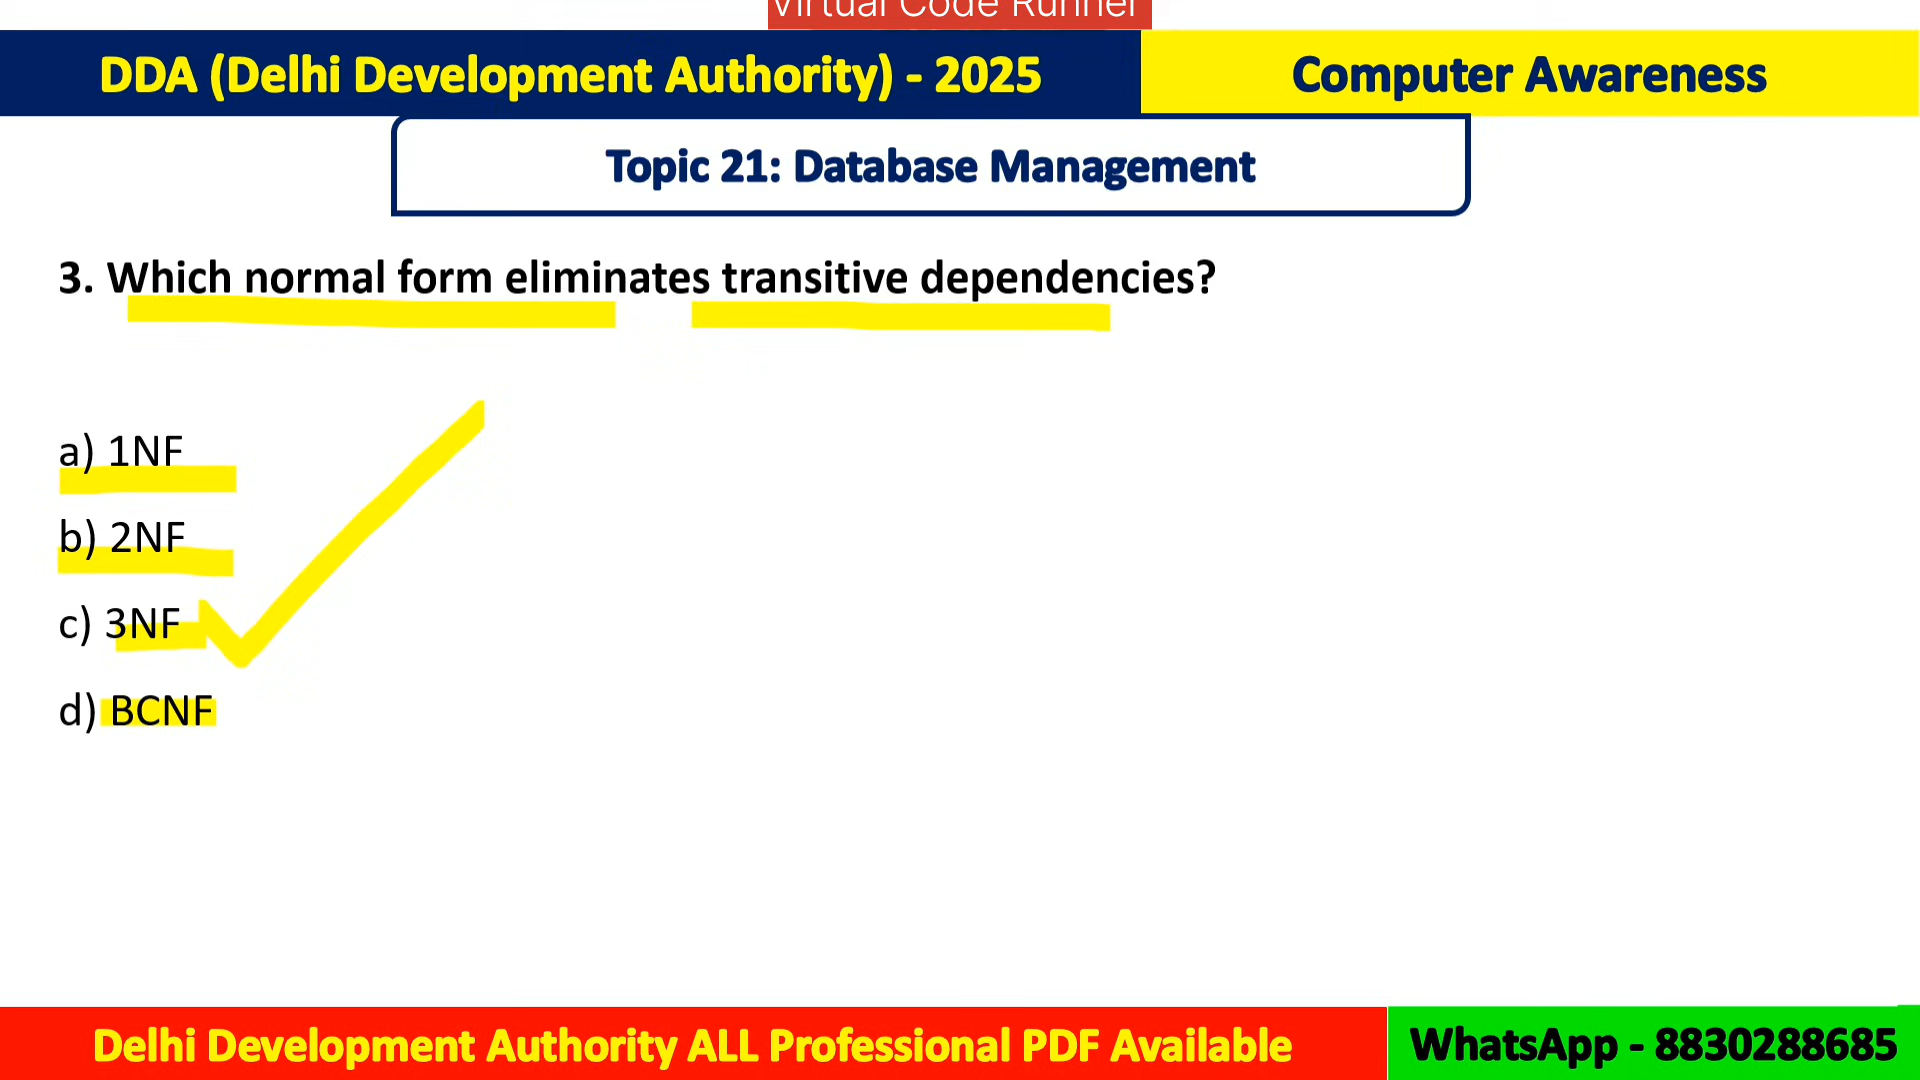 Virtual Code Runner
DDA (Delhi Development Authority) - 2025
Computer Awareness
Topic 21: Database Management
3. Which normal form eliminates transitive dependencies?
a) 1NF
b) 2NF
c) 3NF
d) BCNF
Delhi Development Authority ALL Professional PDF Available
WhatsApp - 8830288685